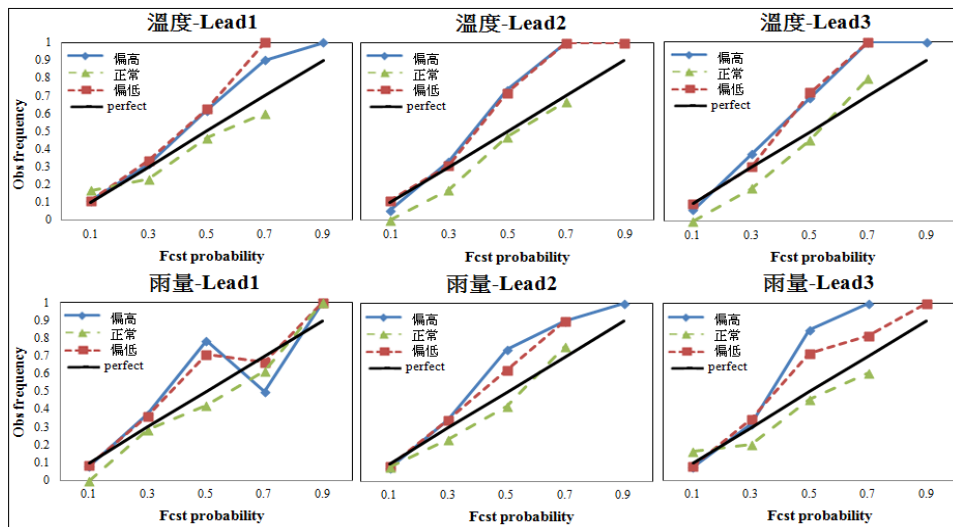 溫度-Lead1
Obs frequency
1
0.9
0.8
0.7
0.6
0.5
0.4
0.3
0.2
0.1
0
偏高
正常
偏低
perfect
0.1 0.3 0.5 0.7 0.9
Fcst probability
溫度-Lead2
偏高
正常
偏低
perfect
0.1 0.3 0.5 0.7 0.9
Fcst probability
溫度-Lead3
偏高
正常
偏低
perfect
0.1 0.3 0.5 0.7 0.9
Fcst probability
雨量-Lead1
Obs frequency
1
0.9
0.8
0.7
0.6
0.5
0.4
0.3
0.2
0.1
0
偏高
正常
偏低
perfect
0.1 0.3 0.5 0.7 0.9
Fcst probability
雨量-Lead2
偏高
正常
偏低
perfect
0.1 0.3 0.5 0.7 0.9
Fcst probability
雨量-Lead3
偏高
正常
偏低
perfect
0.1 0.3 0.5 0.7 0.9
Fcst probability